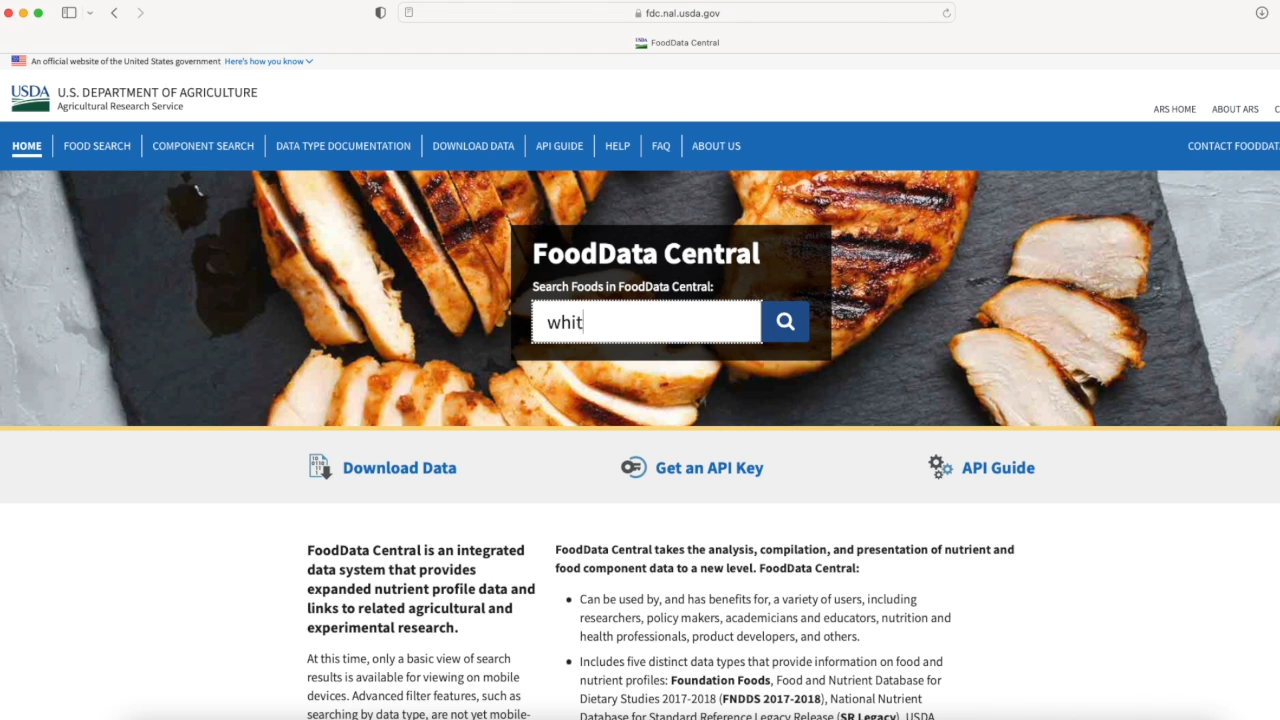 fdc.nal.usda.gov
USDA FoodData Central
An official website of the United States government Here's how you know
USDA U.S. DEPARTMENT OF AGRICULTURE
Agricultural Research Service
ARS HOME ABOUT ARS C
HOME FOOD SEARCH COMPONENT SEARCH DATA TYPE DOCUMENTATION DOWNLOAD DATA API GUIDE HELP FAQ ABOUT US CONTACT FOODDAT
FoodData Central
Search Foods in FoodData Central:
whit
Download Data
Get an API Key
API Guide
FoodData Central is an integrated
data system that provides
expanded nutrient profile data and
links to related agricultural and
experimental research.
At this time, only a basic view of search
results is available for viewing on mobile
devices. Advanced filter features, such as
searching by data type, are not yet mobile-
FoodData Central takes the analysis, compilation, and presentation of nutrient and
food component data to a new level. FoodData Central:
• Can be used by, and has benefits for, a variety of users, including
researchers, policy makers, academicians and educators, nutrition and
health professionals, product developers, and others.
• Includes five distinct data types that provide information on food and
nutrient profiles: Foundation Foods, Food and Nutrient Database for
Dietary Studies 2017-2018 (FNDDS 2017-2018), National Nutrient
Database for Standard Reference Legacy Release (SR Legacy), USDA